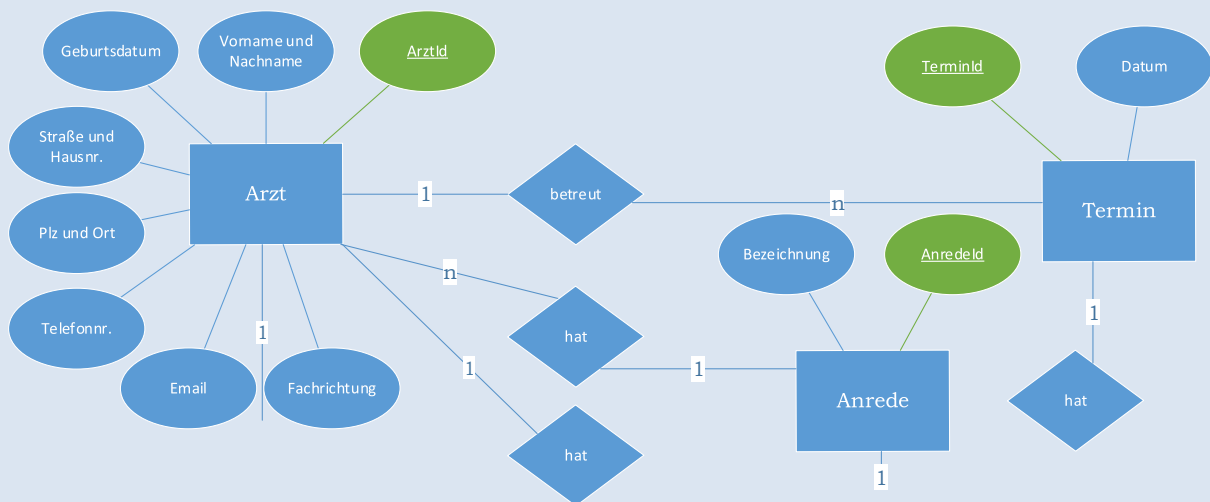 Geburtsdatum
Vorname und
Nachname
ArztId
TerminId
Datum
Straße und
Hausnr.
Arzt
1
betreut
n
Termin
Plz und Ort
Bezeichnung
AnredeId
n
Telefonnr.
1
hat
1
1
1
Email
Fachrichtung
Anrede
hat
hat
1